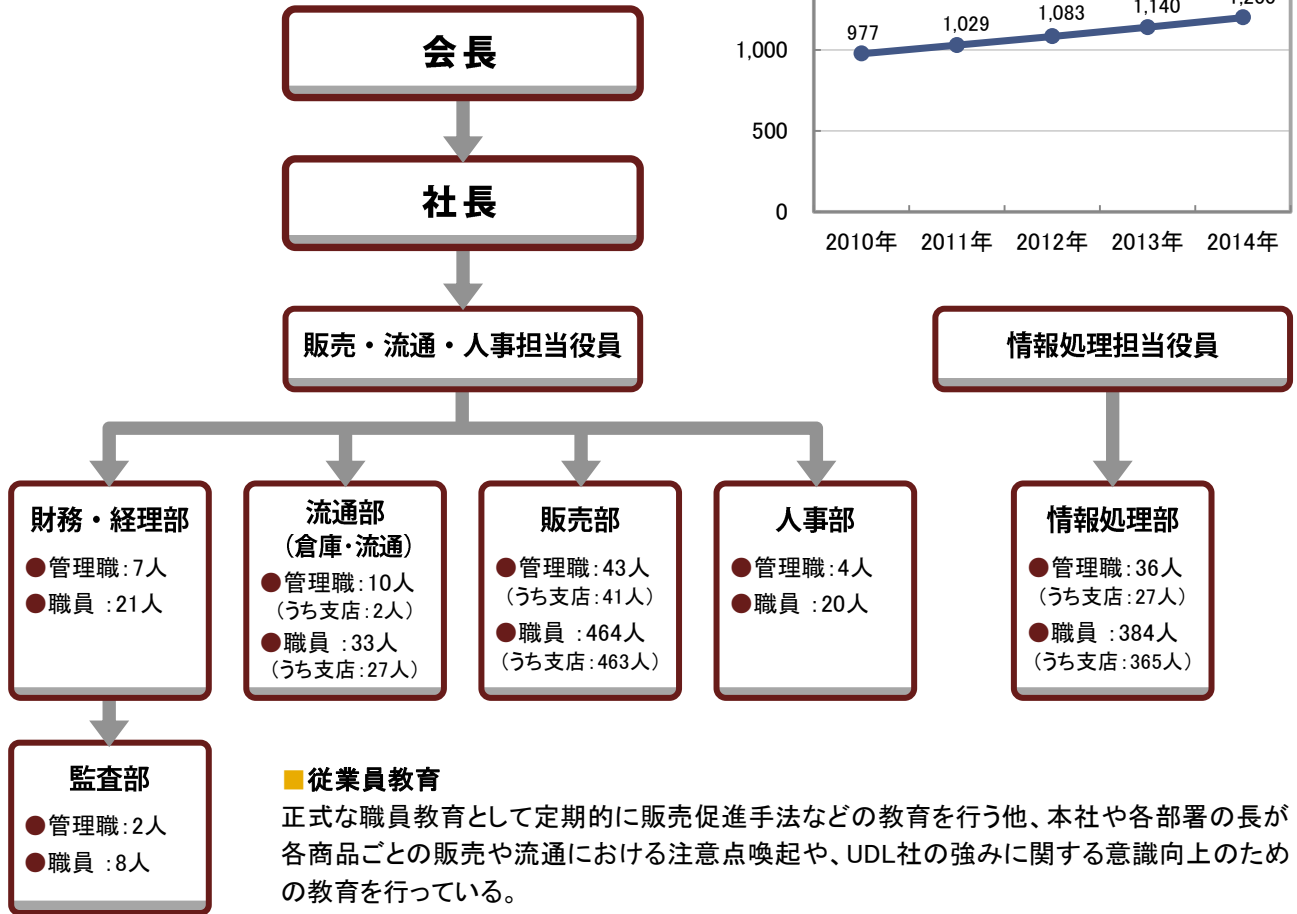 会長
社長
販売・流通・人事担当役員
情報処理担当役員
977
1,029
1,083
1,140
1,000
500
0
2010年 2011年 2012年 2013年 2014年
財務・経理部
●管理職:7人
●職員 :21人
流通部
(倉庫・流通)
●管理職:10人
(うち支店:2人)
●職員 :33人
(うち支店:27人)
販売部
●管理職:43人
(うち支店:41人)
●職員 :464人
(うち支店:463人)
人事部
●管理職:4人
●職員 :20人
情報処理部
●管理職:36人
(うち支店:27人)
●職員 :384人
(うち支店:365人)
監査部
●管理職:2人
●職員 :8人
■従業員教育
正式な職員教育として定期的に販売促進手法などの教育を行う他、本社や各部署の長が
各商品ごとの販売や流通における注意点喚起や、UDL社の強みに関する意識向上のため
の教育を行っている。